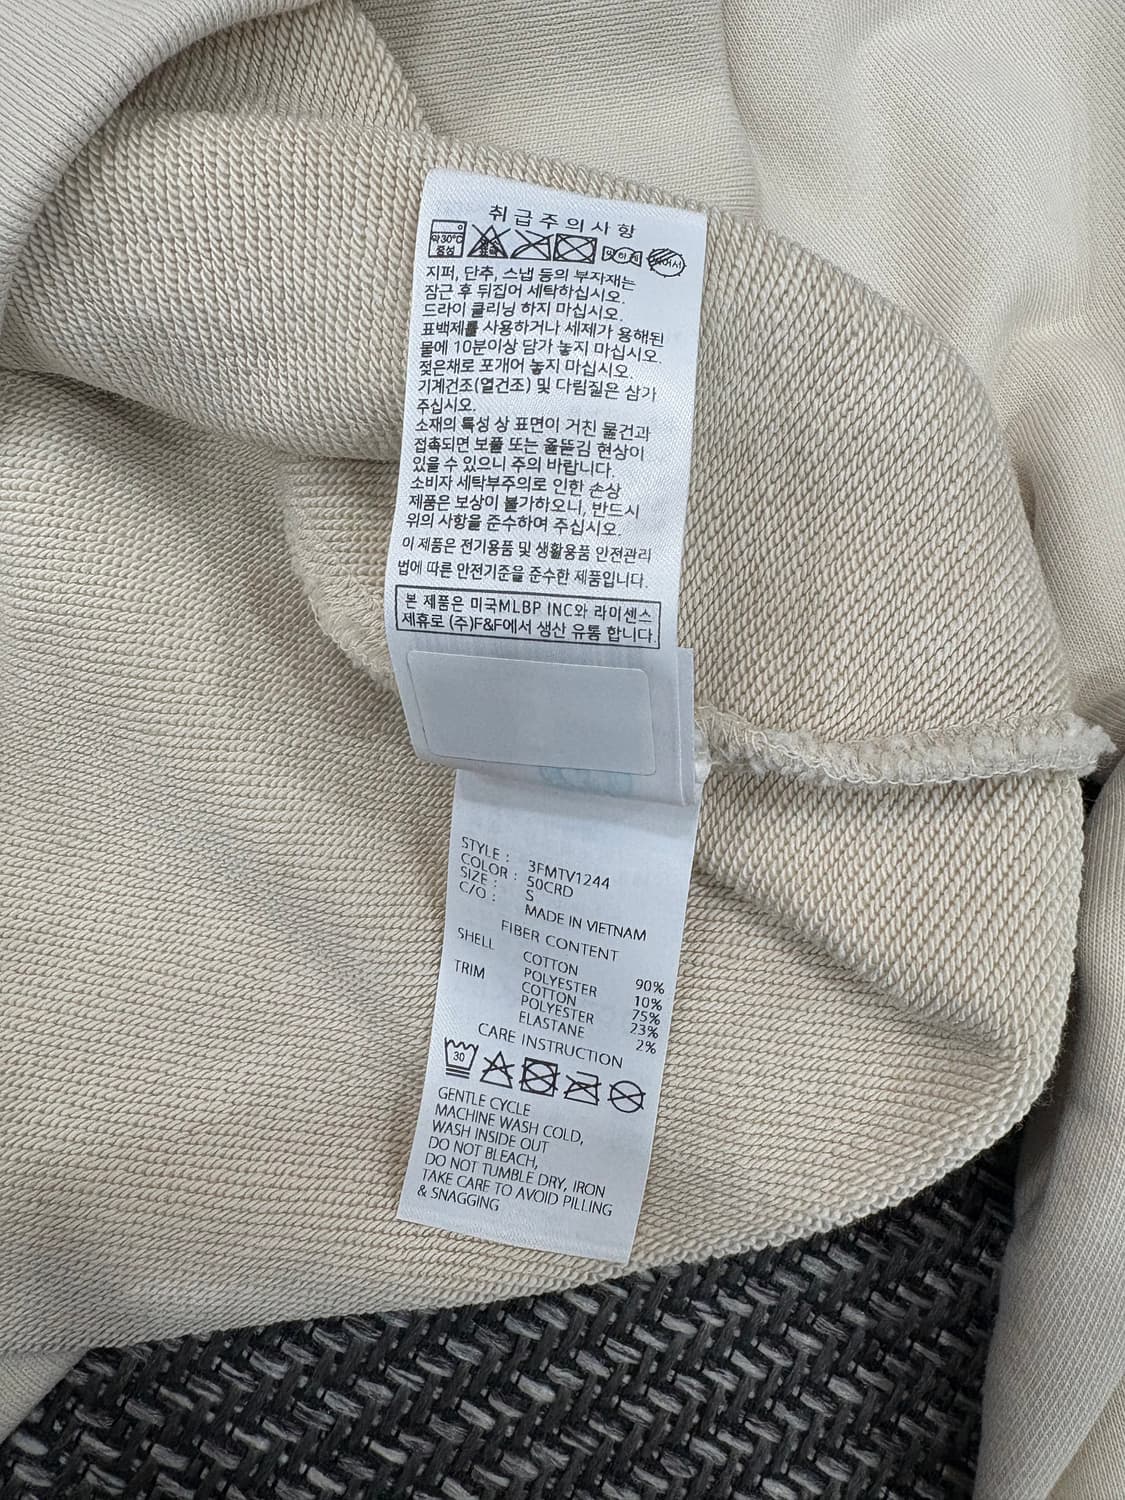 취급주의사항
약30℃
중성
지퍼, 단추, 스냅 등의 부자재는
잠근 후 뒤집어 세탁하십시오.
드라이 클리닝 하지 마십시오.
표백제를 사용하거나 세제가 용해된
물에 10분이상 담가 놓지 마십시오.
젖은채로 포개어 놓지 마십시오.
기계건조(열건조) 및 다림질은 삼가
주십시오.
소재의 특성 상 표면이 거친 물건과
접촉되면 보풀 또는 올뜯김 현상이
있을 수 있으니 주의 바랍니다.
소비자 세탁부주의로 인한 손상
제품은 보상이 불가하오니, 반드시
위의 사항을 준수하여 주십시오.
이 제품은 전기용품 및 생활용품 안전관리
법에 따른 안전기준을 준수한 제품입니다.
본 제품은 미국MLBP INC와 라이센스
제휴로 (주)F&F에서 생산 유통 합니다.
STYLE : 3FMTV1244
COLOR : 50CRD
SIZE : S
C/O : MADE IN VIETNAM
FIBER CONTENT
SHELL COTTON 90%
POLYESTER 10%
TRIM COTTON 75%
POLYESTER 23%
ELASTANE 2%
CARE INSTRUCTION
30
GENTLE CYCLE
MACHINE WASH COLD,
WASH INSIDE OUT
DO NOT BLEACH,
DO NOT TUMBLE DRY, IRON
TAKE CARE TO AVOID PILLING
& SNAGGING